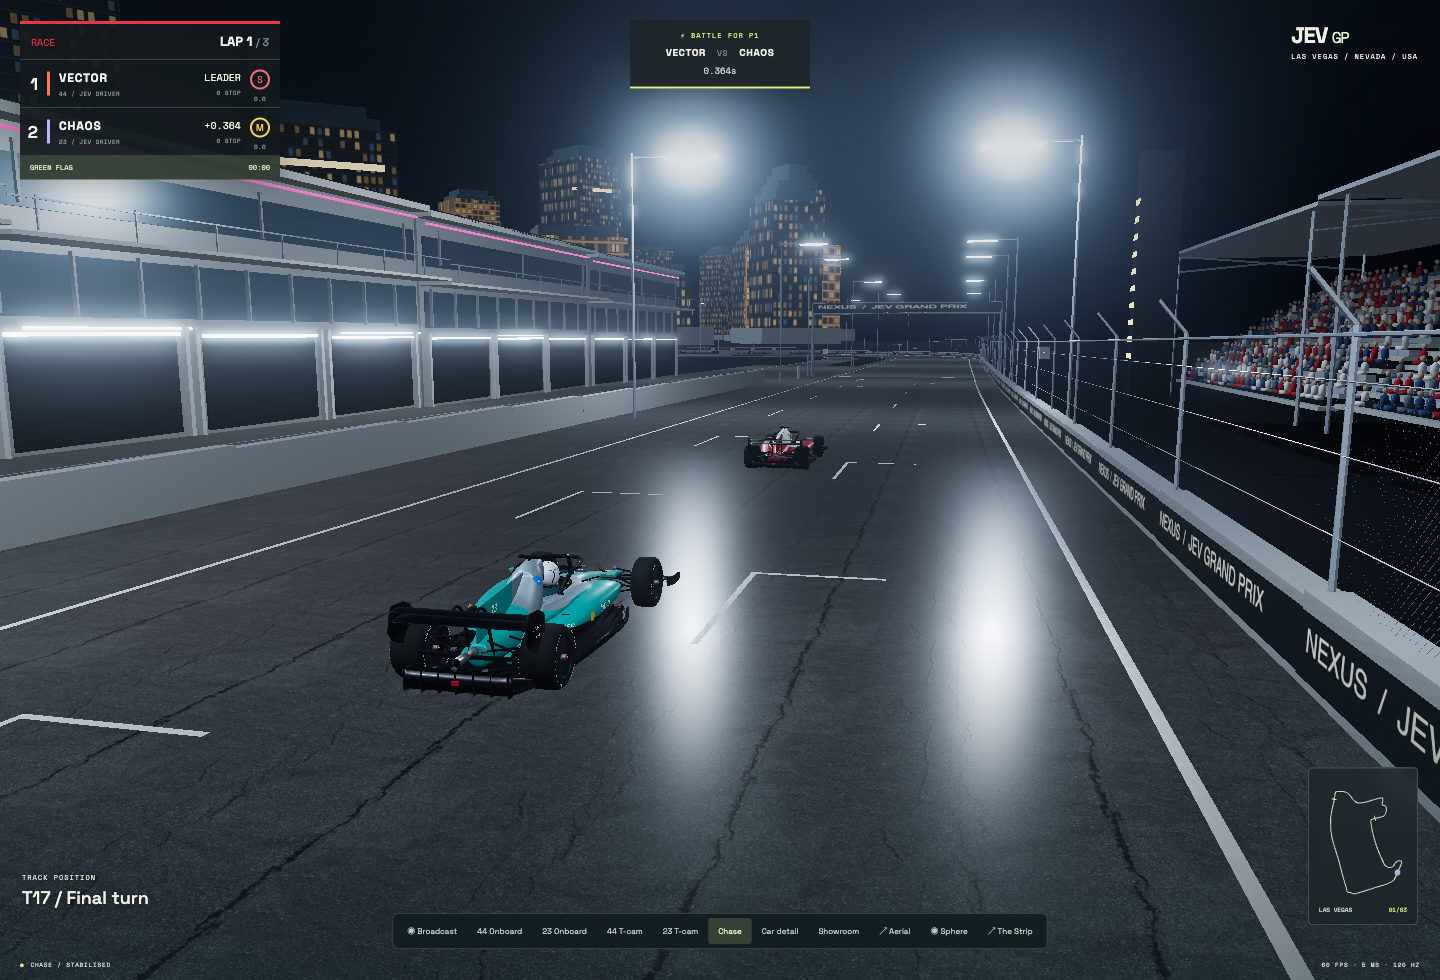 RACE
LAP 1 / 3
1 VECTOR LEADER S
44 / JEV DRIVER 0 STOP 0.0
2 CHAOS +0.364 M
23 / JEV DRIVER 0 STOP 0.0
GREEN FLAG 00:00
⚡ BATTLE FOR P1
VECTOR VS CHAOS
0.364s
JEV GP
LAS VEGAS / NEVADA / USA
NEXUS / JEV GRAND PRIX
NEXUS / JEV GRAND PRIX
NEXUS / JEV GRAND PRIX
NEXUS / JEV
TRACK POSITION
T17 / Final turn
LAS VEGAS 01/03
◉ Broadcast 44 Onboard 23 Onboard 44 T-cam 23 T-cam Chase Car detail Showroom ↗ Aerial ◉ Sphere ↗ The Strip
CHASE / STABILISED
60 FPS · 5 MS · 120 HZ